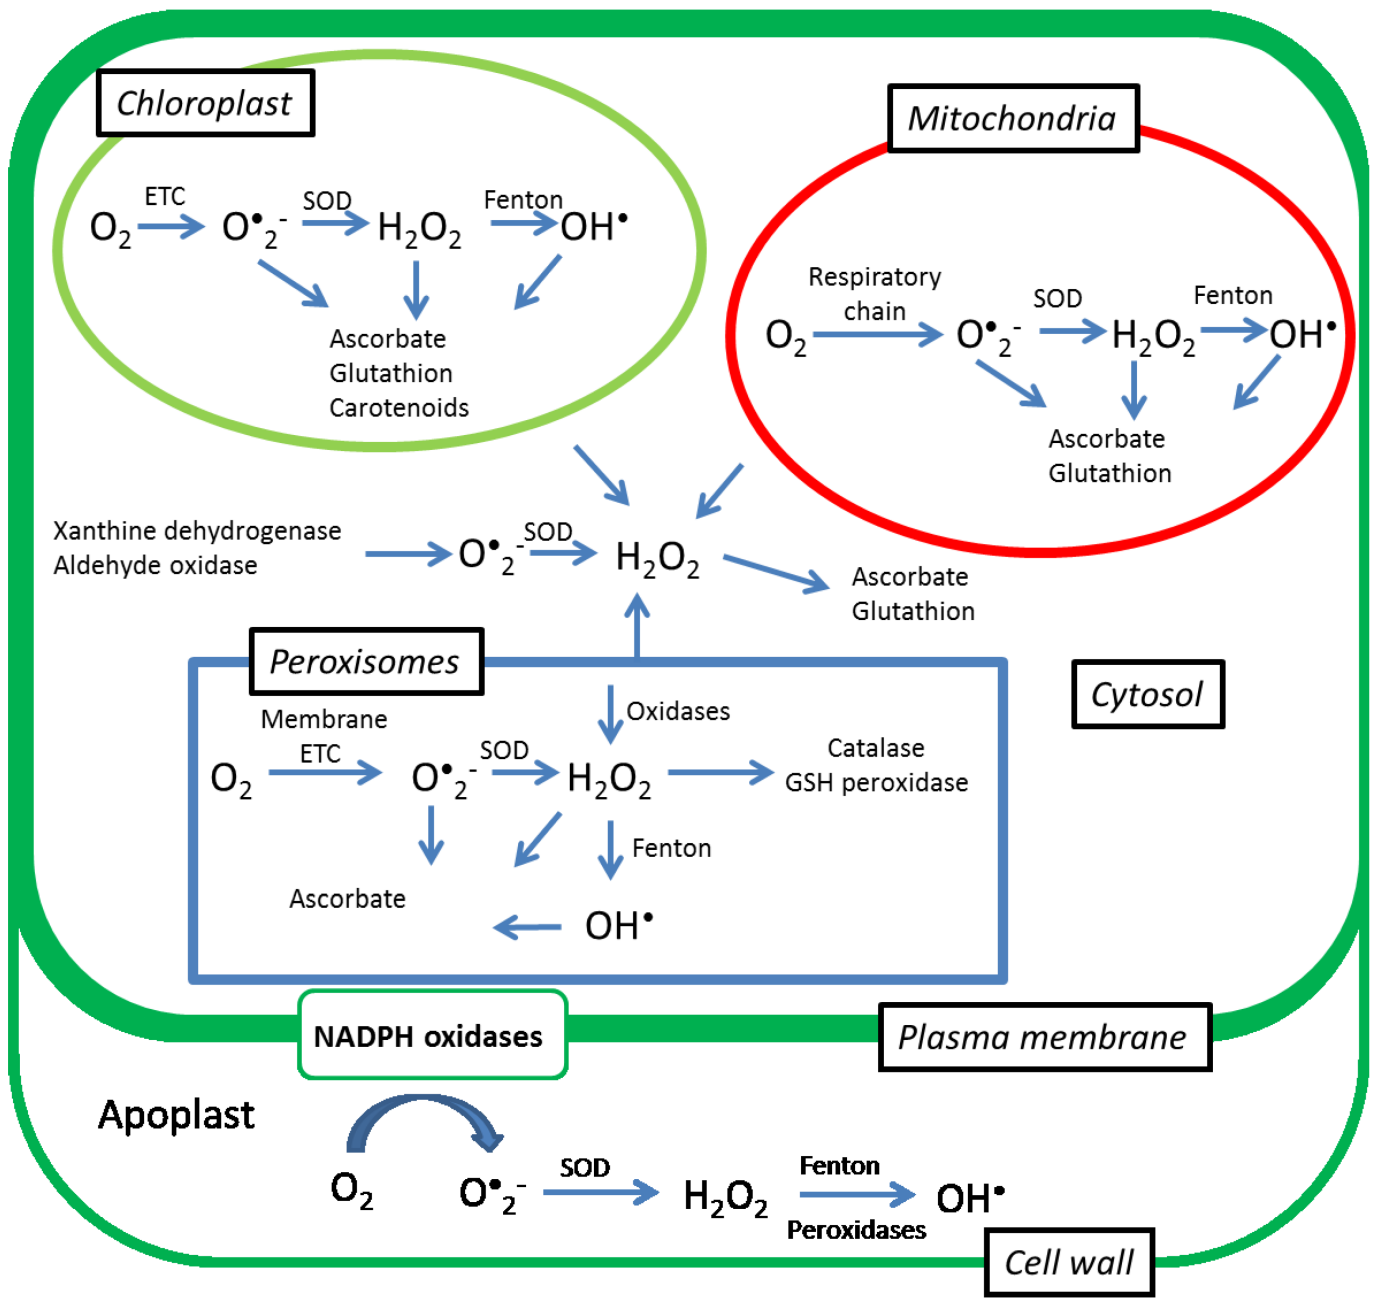 Chloroplast
ETC
SOD
Fenton
O₂
O•₂⁻
H₂O₂
OH•
Ascorbate
Glutathion
Carotenoids
Mitochondria
Respiratory
chain
SOD
Fenton
O₂
O•₂⁻
H₂O₂
OH•
Ascorbate
Glutathion
Xanthine dehydrogenase
Aldehyde oxidase
O•₂⁻
SOD
H₂O₂
Ascorbate
Glutathion
Peroxisomes
Cytosol
Membrane
ETC
SOD
Oxidases
O₂
O•₂⁻
H₂O₂
Catalase
GSH peroxidase
Fenton
Ascorbate
OH•
NADPH oxidases
Plasma membrane
Apoplast
O₂
O•₂⁻
SOD
H₂O₂
Fenton
Peroxidases
OH•
Cell wall